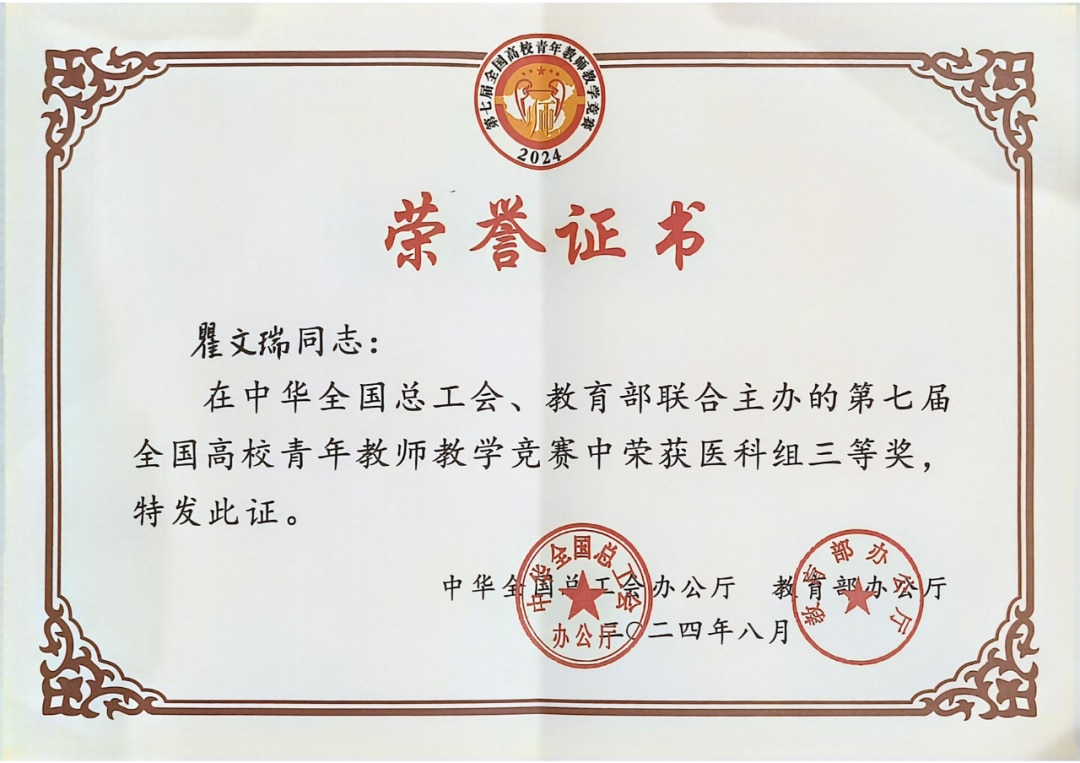 第七届全国高校青年教师教学竞赛
师
2024
荣誉证书
瞿文瑞同志：
在中华全国总工会、教育部联合主办的第七届
全国高校青年教师教学竞赛中荣获医科组三等奖，
特发此证。
中华全国总工会办公厅 教育部办公厅
二〇二四年八月
中华全国总工会
办公厅
教育部办公厅